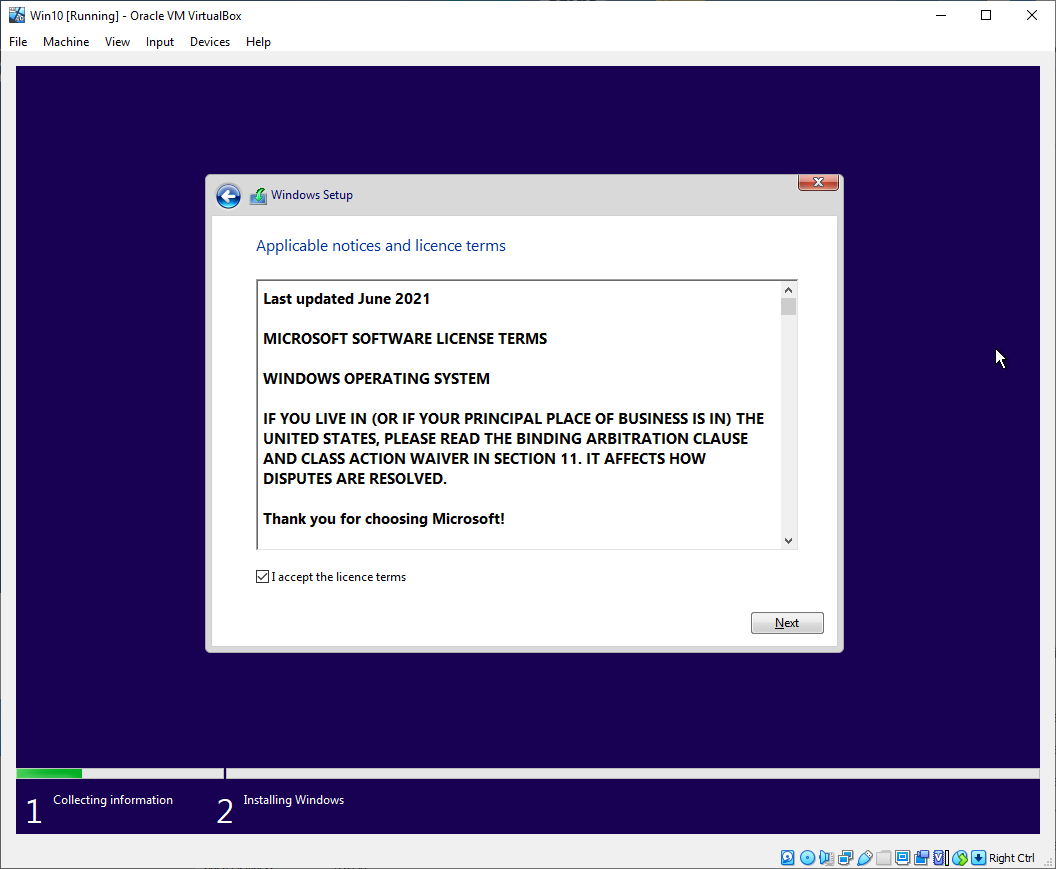 Win10 [Running] - Oracle VM VirtualBox
File Machine View Input Devices Help
Windows Setup
Applicable notices and licence terms
Last updated June 2021
MICROSOFT SOFTWARE LICENSE TERMS
WINDOWS OPERATING SYSTEM
IF YOU LIVE IN (OR IF YOUR PRINCIPAL PLACE OF BUSINESS IS IN) THE
UNITED STATES, PLEASE READ THE BINDING ARBITRATION CLAUSE
AND CLASS ACTION WAIVER IN SECTION 11. IT AFFECTS HOW
DISPUTES ARE RESOLVED.
Thank you for choosing Microsoft!
I accept the licence terms
Next
1 Collecting information
2 Installing Windows
Right Ctrl